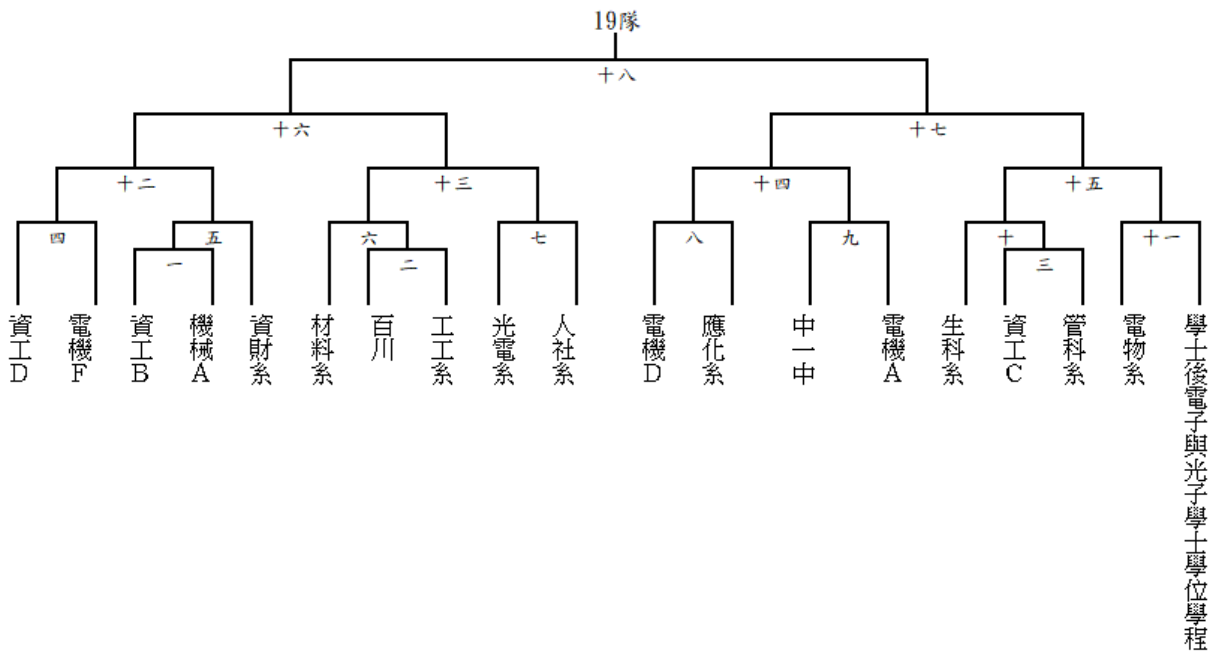 19隊
十八
十六
十七
十二
十三
十四
十五
四
五
六
七
八
九
十
十一
一
二
三
資工D
電機F
資工B
機械A
資財系
材料系
百川
工工系
光電系
人社系
電機D
應化系
中一中
電機A
生科系
資工C
管科系
電物系
學士後電子與光子學士學位學程